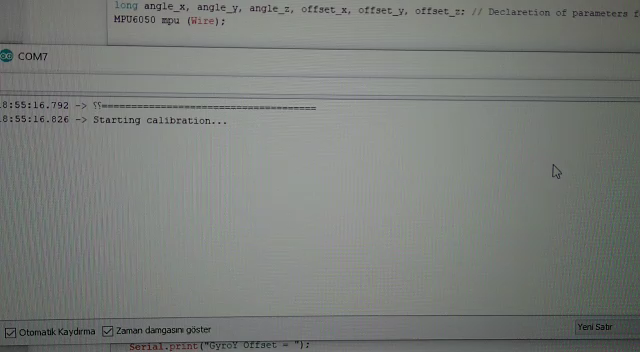 long angle_x, angle_y, angle_z, offset_x, offset_y, offset_z; // Declaretion of parameters f
MPU6050 mpu (Wire);
COM7
8:55:16.792 -> ⸮⸮====================================
8:55:16.826 -> Starting calibration...
Otomatik Kaydırma Zaman damgasını göster Yeni Satır
Serial.print("GyroY Offset = ");